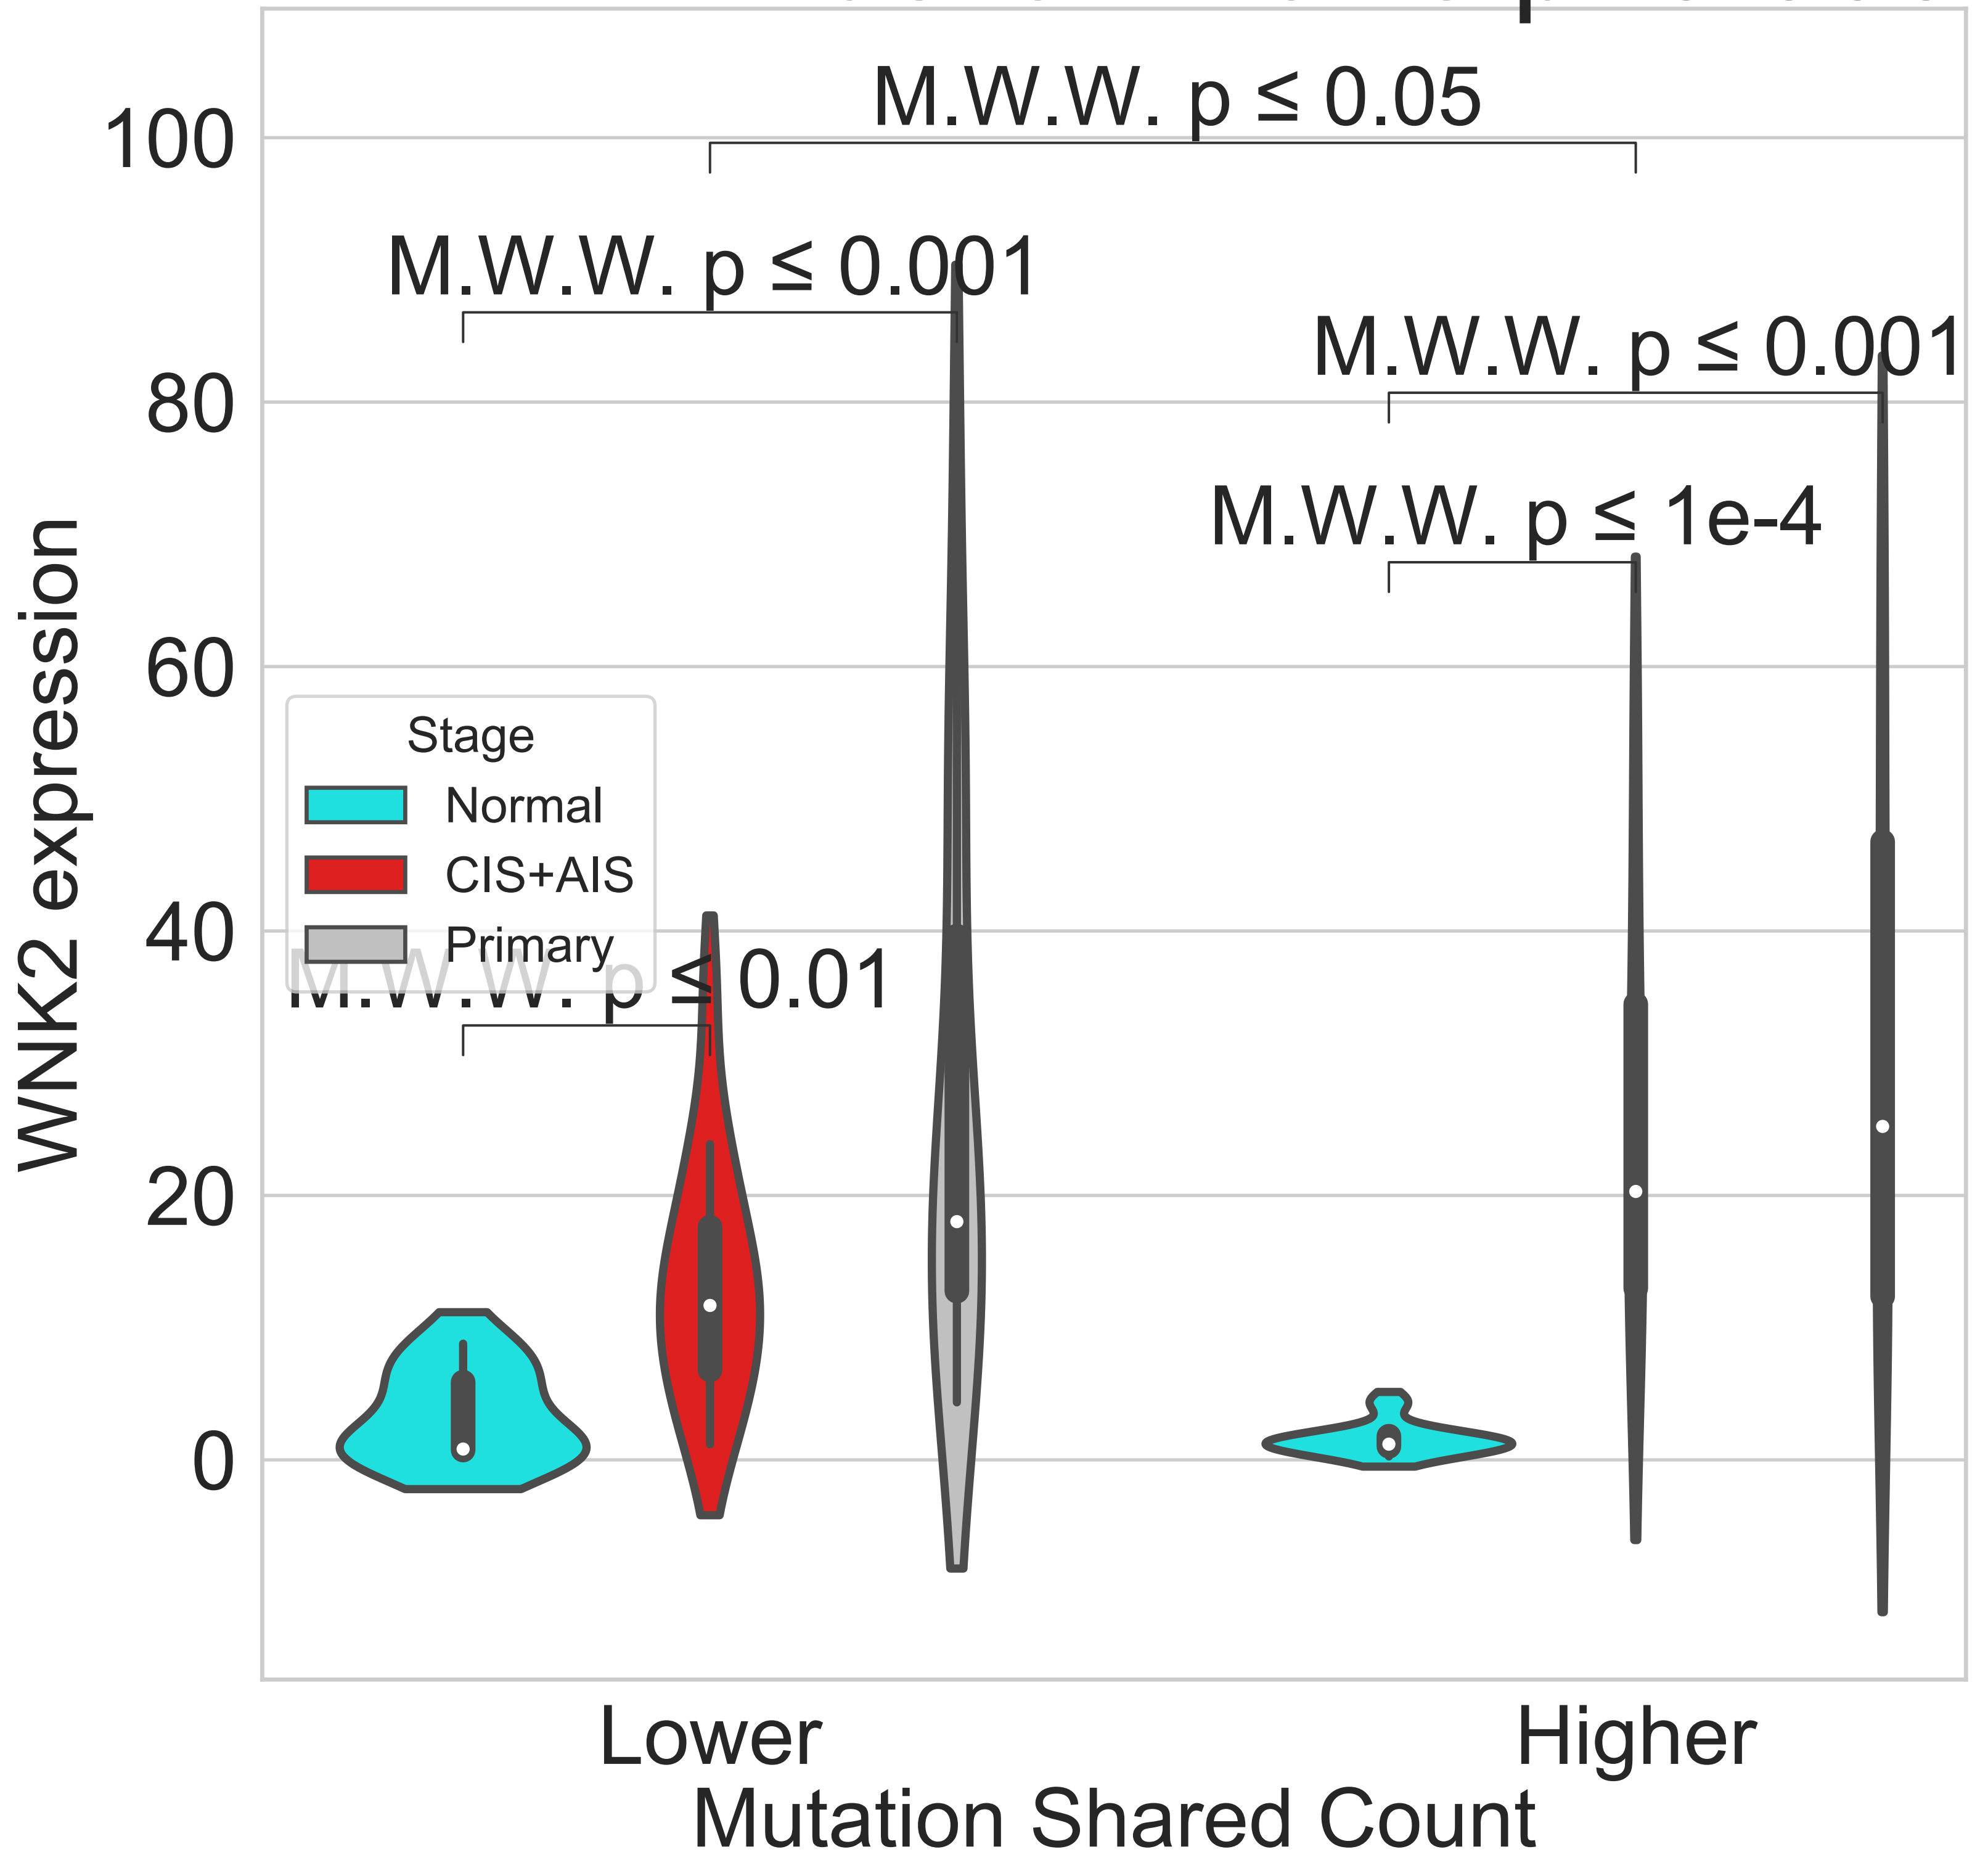 M.W.W. p ≤ 0.05
100
M.W.W. p ≤ 0.001
M.W.W. p ≤ 0.001
80
M.W.W. p ≤ 1e-4
60
WNK2 expression
Stage
Normal
CIS+AIS
Primary
40
M.W.W. p ≤ 0.01
20
0
Lower
Higher
Mutation Shared Count